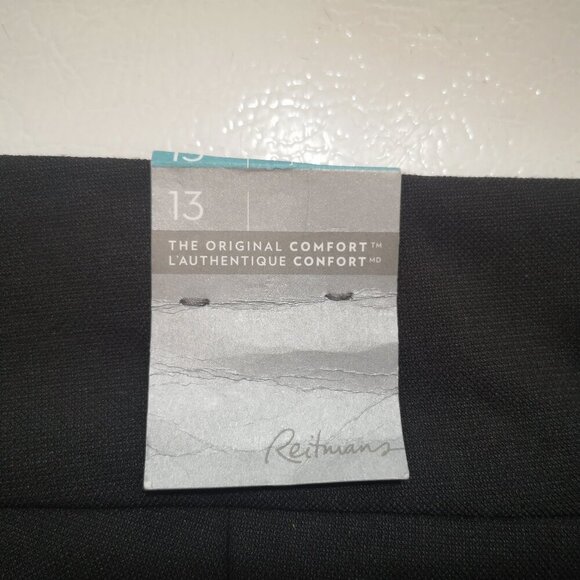 13
13
THE ORIGINAL COMFORT™
L'AUTHENTIQUE CONFORT MD
Reitmans